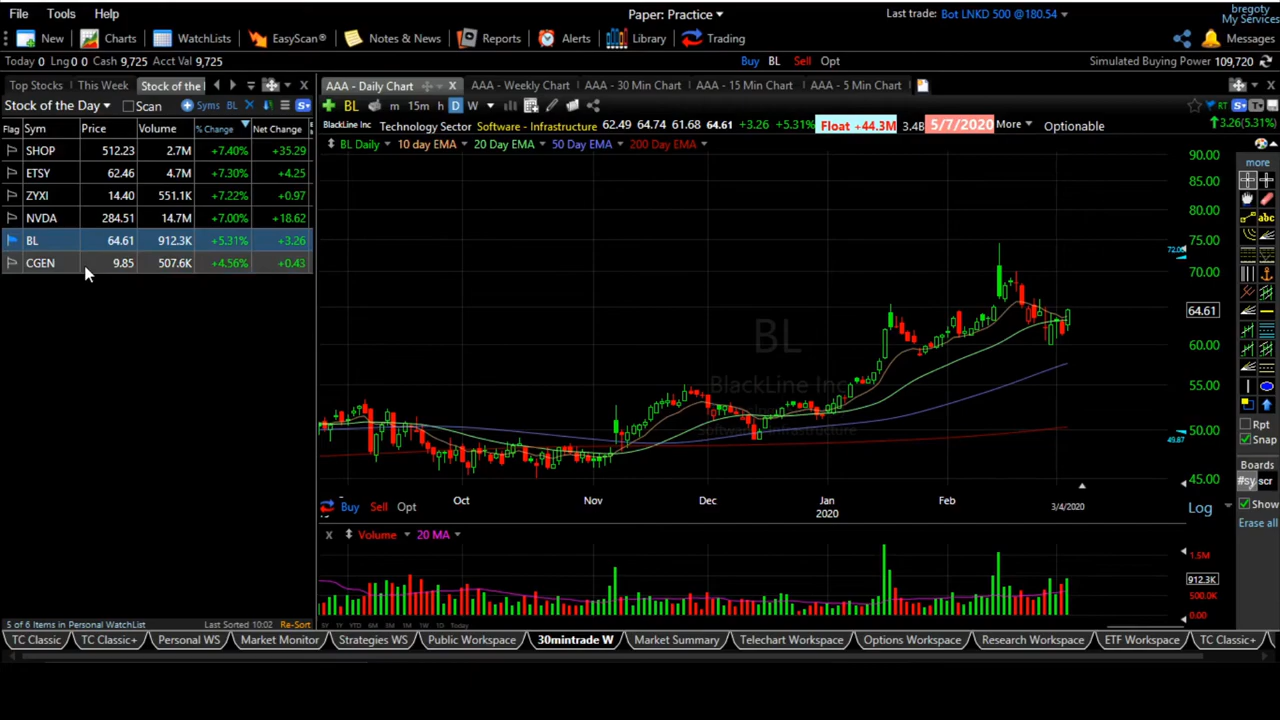 File Tools Help Paper: Practice Last trade: Bot LNKD 500 @180.54 bregoty
My Services
New Charts WatchLists EasyScan® Notes & News Reports Alerts Library Trading Messages
Today 0 Lng 0 0 Cash 9,725 Acct Val 9,725 Buy BL Sell Opt Simulated Buying Power 109,720
Top Stocks This Week Stock of the AAA - Daily Chart AAA - Weekly Chart AAA - 30 Min Chart AAA - 15 Min Chart AAA - 5 Min Chart
Stock of the Day Scan Syms BL BL m 15m h D W RT
Flag Sym Price Volume % Change Net Change
BlackLine Inc Technology Sector Software - Infrastructure 62.49 64.74 61.68 64.61 +3.26 +5.31% Float +44.3M 3.4B 5/7/2020 More Optionable 3.26(5.31%)
BL Daily 10 day EMA 20 Day EMA 50 Day EMA 200 Day EMA
SHOP 512.23 2.7M +7.40% +35.29
ETSY 62.46 4.7M +7.30% +4.25
ZYXI 14.40 551.1K +7.22% +0.97
NVDA 284.51 14.7M +7.00% +18.62
BL 64.61 912.3K +5.31% +3.26
CGEN 9.85 507.6K +4.56% +0.43
90.00
85.00
80.00
75.00
70.00
64.61
60.00
55.00
50.00
45.00
49.87
BL
BlackLine Inc
more
abc
Rpt
Snap
Boards
#sy scr
Show
Erase all
Oct Nov Dec Jan Feb 3/4/2020
2020
Buy Sell Opt Log
X Volume 20 MA
1.5M
912.3K
500.0K
0.00
5 of 6 Items in Personal WatchList Last Sorted 10:02 Re-Sort
TC Classic TC Classic+ Personal WS Market Monitor Strategies WS Public Workspace 30mintrade W Market Summary Telechart Workspace Options Workspace Research Workspace ETF Workspace TC Classic+